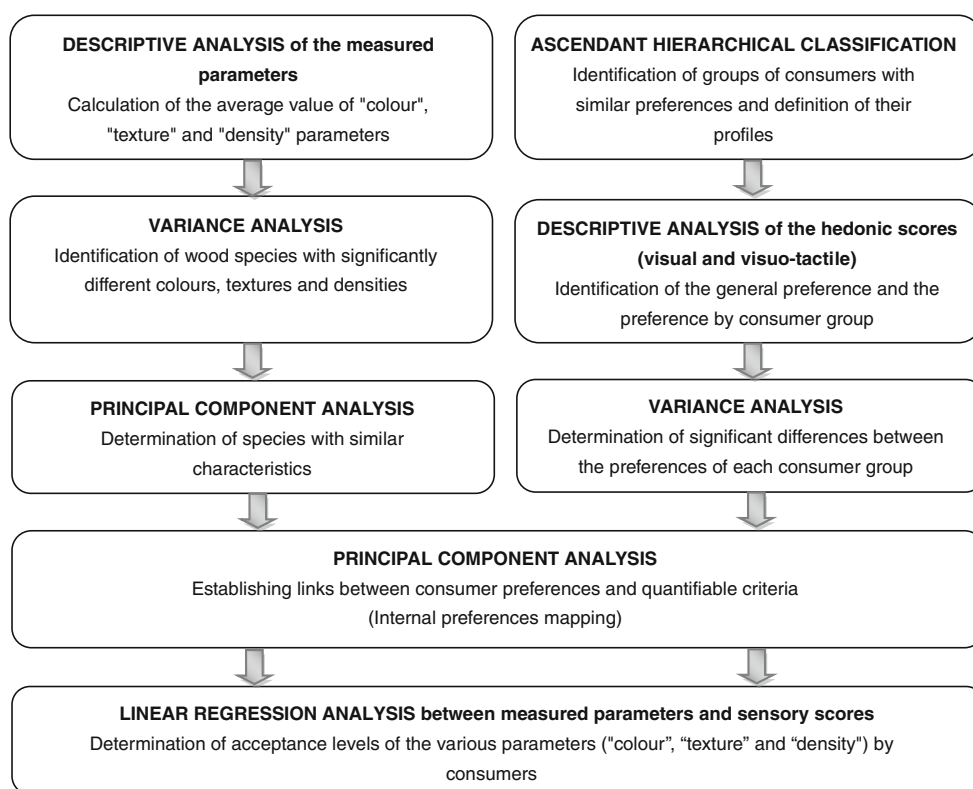 DESCRIPTIVE ANALYSIS of the measured
parameters
Calculation of the average value of "colour",
"texture" and "density" parameters
ASCENDANT HIERARCHICAL CLASSIFICATION
Identification of groups of consumers with
similar preferences and definition of their
profiles
VARIANCE ANALYSIS
Identification of wood species with significantly
different colours, textures and densities
DESCRIPTIVE ANALYSIS of the hedonic scores
(visual and visuo-tactile)
Identification of the general preference and the
preference by consumer group
PRINCIPAL COMPONENT ANALYSIS
Determination of species with similar
characteristics
VARIANCE ANALYSIS
Determination of significant differences between
the preferences of each consumer group
PRINCIPAL COMPONENT ANALYSIS
Establishing links between consumer preferences and quantifiable criteria
(Internal preferences mapping)
LINEAR REGRESSION ANALYSIS between measured parameters and sensory scores
Determination of acceptance levels of the various parameters ("colour”, “texture” and “density") by
consumers